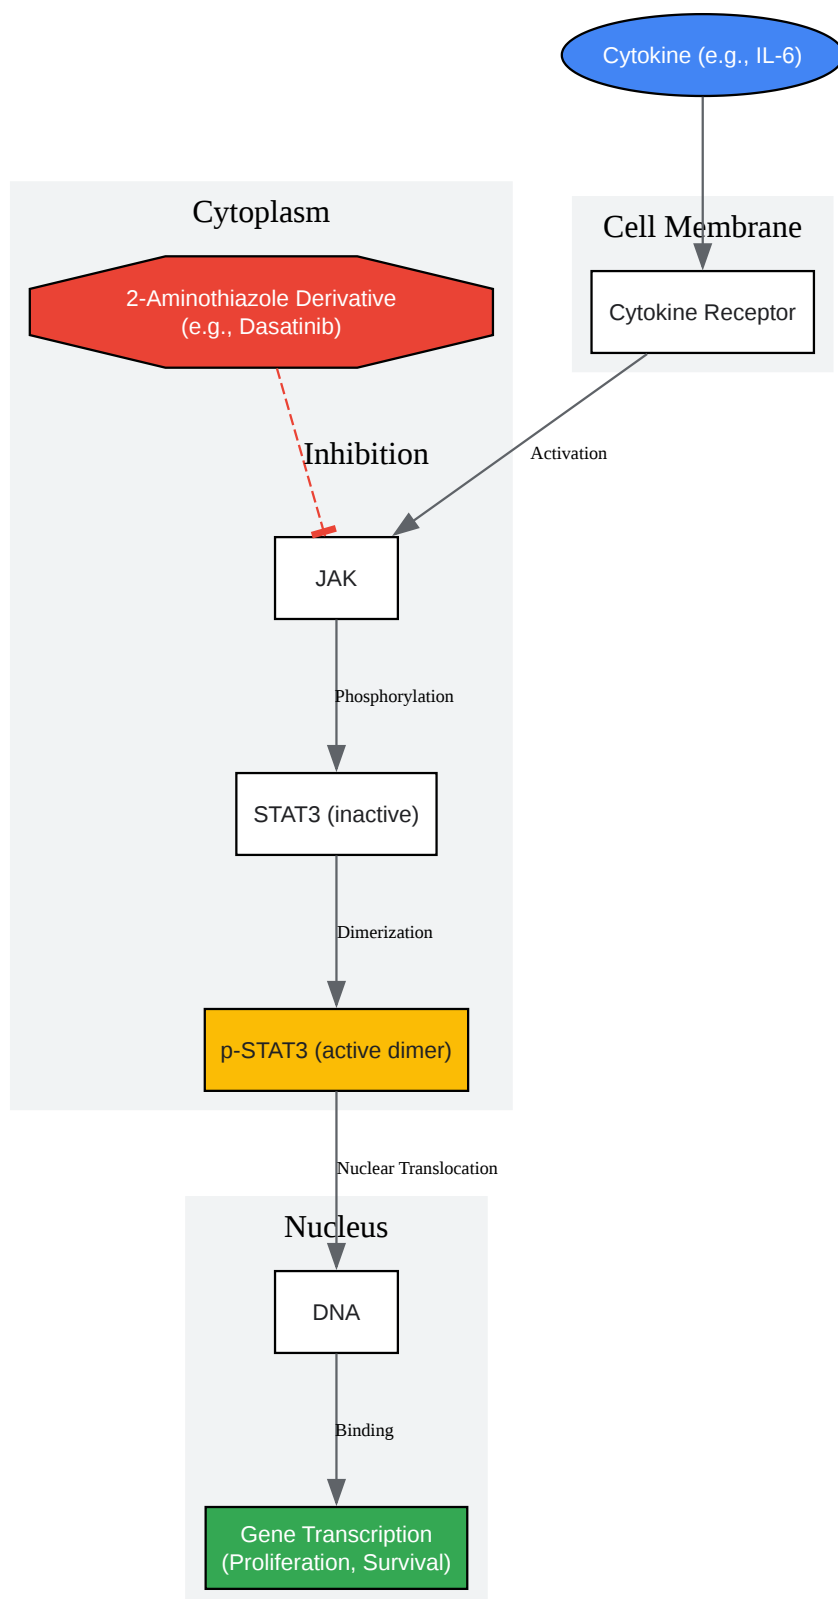 Cytokine (e.g., IL-6)
Cytoplasm
Cell Membrane
2-Aminothiazole Derivative
(e.g., Dasatinib)
Cytokine Receptor
Inhibition
Activation
JAK
Phosphorylation
STAT3 (inactive)
Dimerization
p-STAT3 (active dimer)
Nuclear Translocation
Nucleus
DNA
Binding
Gene Transcription
(Proliferation, Survival)